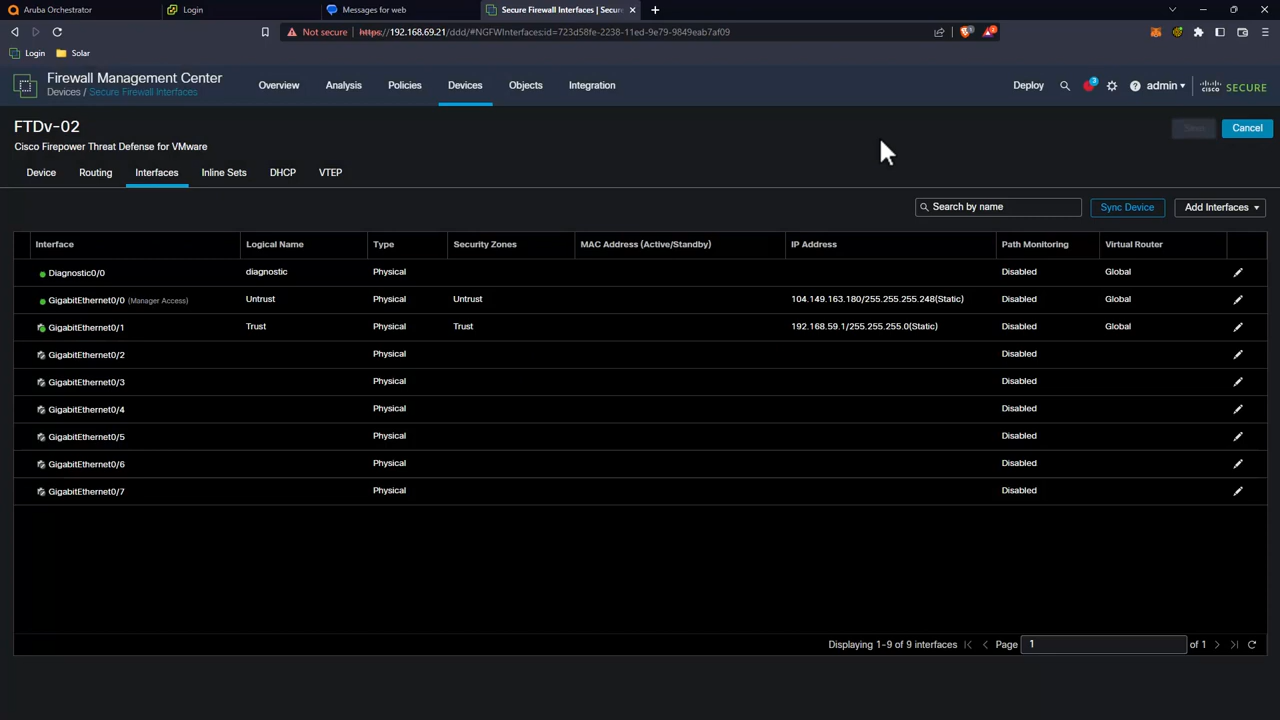 Aruba Orchestrator Login Messages for web Secure Firewall Interfaces | Secure
Not secure https://192.168.69.21/ddd/#NGFWInterfaces;id=723d58fe-2238-11ed-9e79-9849eab7af09
Login Solar
Firewall Management Center
Devices / Secure Firewall Interfaces
Overview Analysis Policies Devices Objects Integration Deploy 3 admin CISCO SECURE
FTDv-02
Save Cancel
Cisco Firepower Threat Defense for VMware
Device Routing Interfaces Inline Sets DHCP VTEP
Search by name Sync Device Add Interfaces
Interface Logical Name Type Security Zones MAC Address (Active/Standby) IP Address Path Monitoring Virtual Router
Diagnostic0/0 diagnostic Physical Disabled Global
GigabitEthernet0/0 (Manager Access) Untrust Physical Untrust 104.149.163.180/255.255.255.248(Static) Disabled Global
GigabitEthernet0/1 Trust Physical Trust 192.168.59.1/255.255.255.0(Static) Disabled Global
GigabitEthernet0/2 Physical Disabled
GigabitEthernet0/3 Physical Disabled
GigabitEthernet0/4 Physical Disabled
GigabitEthernet0/5 Physical Disabled
GigabitEthernet0/6 Physical Disabled
GigabitEthernet0/7 Physical Disabled
Displaying 1-9 of 9 interfaces Page 1 of 1